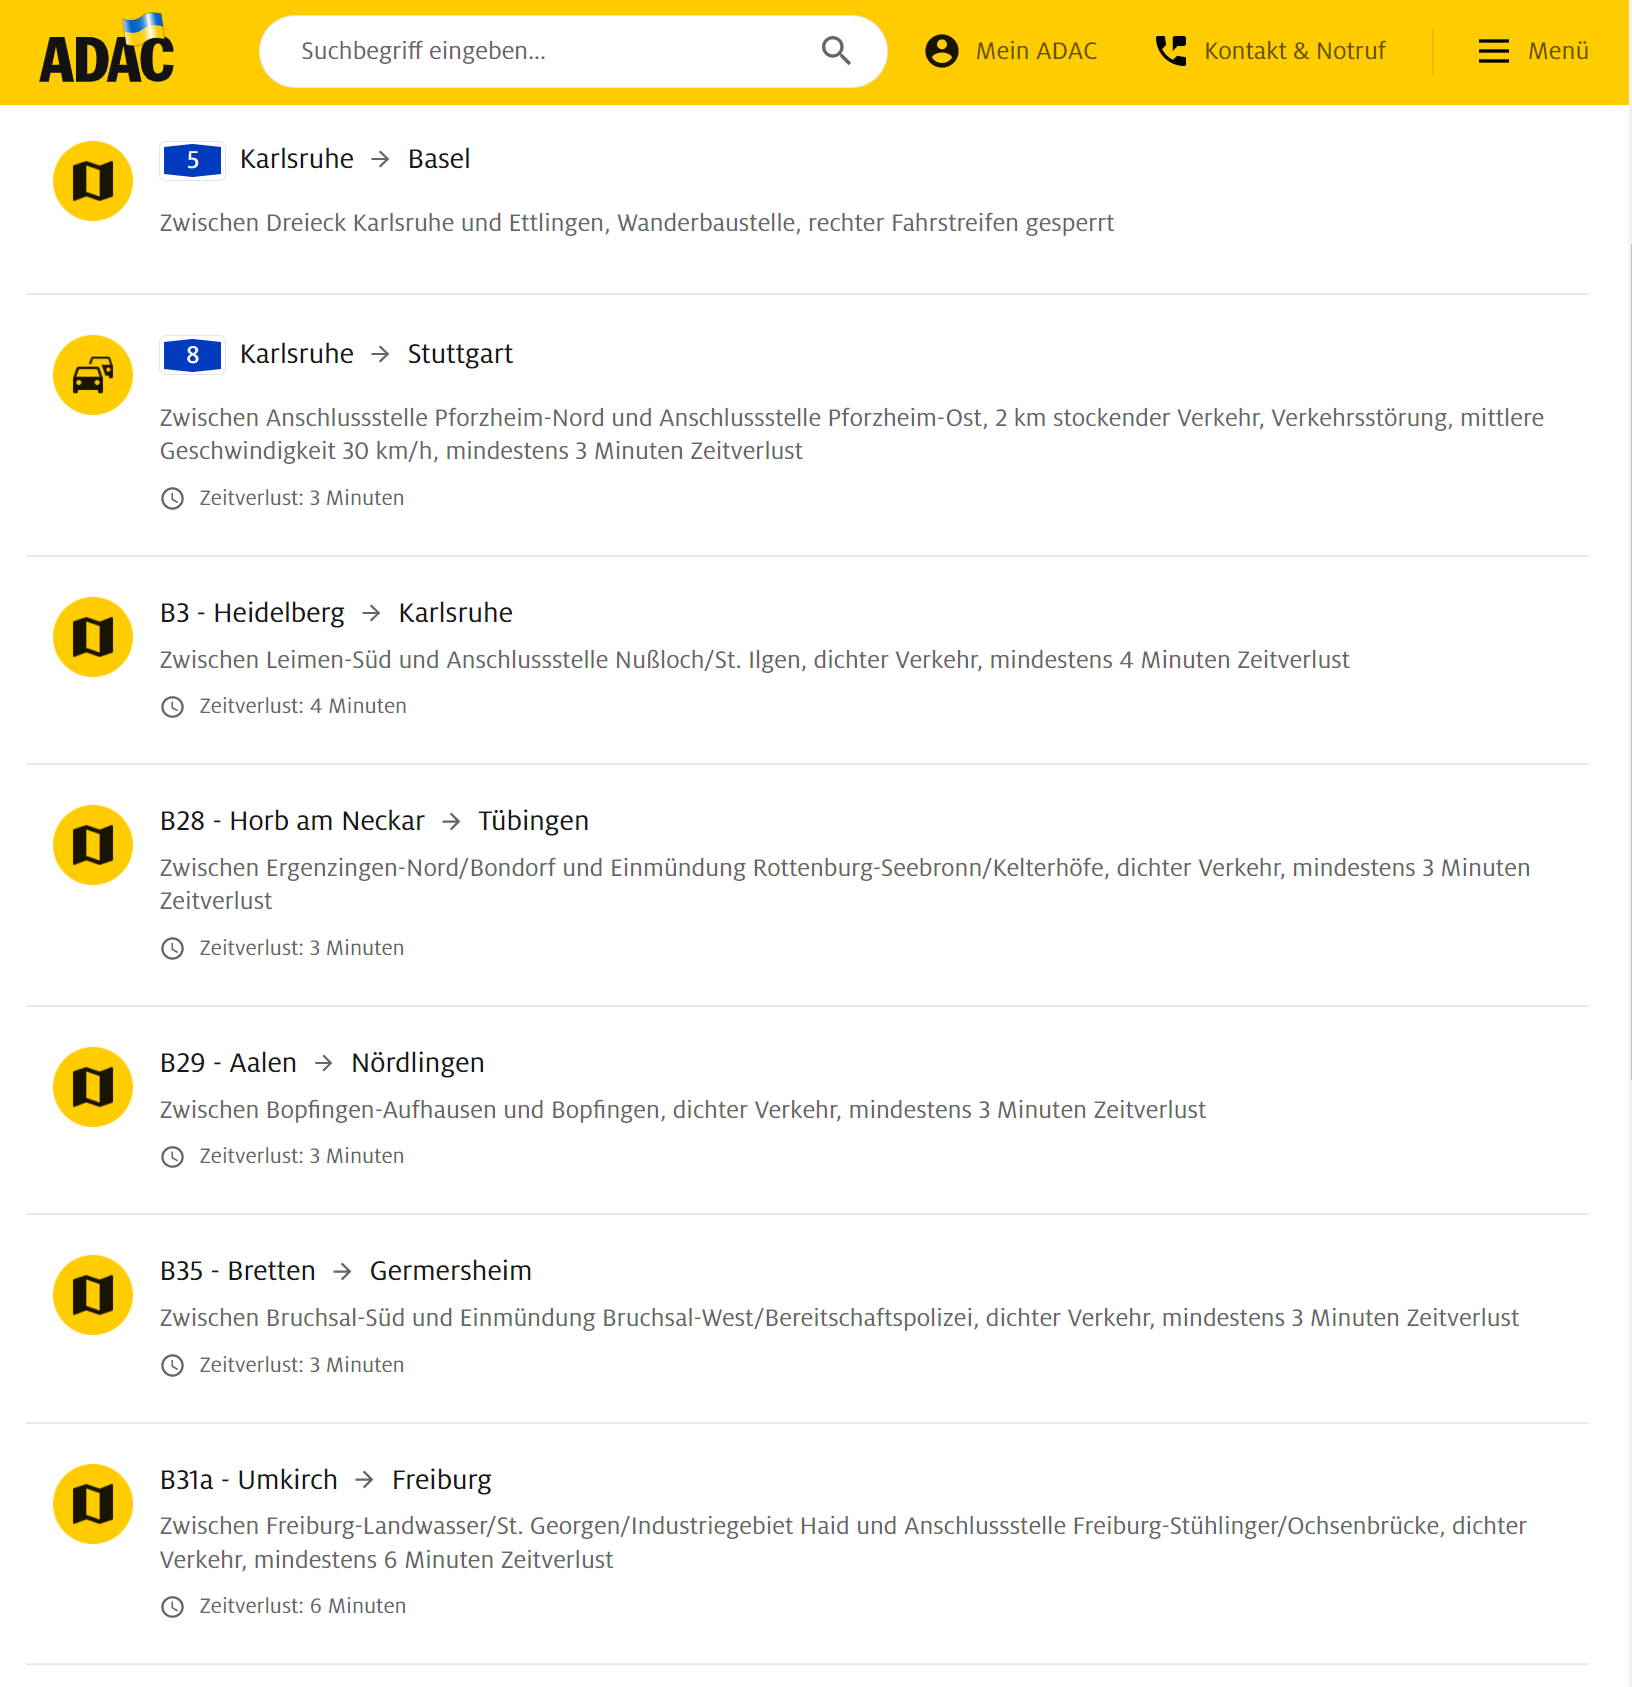 ADAC
Suchbegriff eingeben...
Mein ADAC
Kontakt & Notruf
Menü
5 Karlsruhe → Basel
Zwischen Dreieck Karlsruhe und Ettlingen, Wanderbaustelle, rechter Fahrstreifen gesperrt
8 Karlsruhe → Stuttgart
Zwischen Anschlussstelle Pforzheim-Nord und Anschlussstelle Pforzheim-Ost, 2 km stockender Verkehr, Verkehrsstörung, mittlere
Geschwindigkeit 30 km/h, mindestens 3 Minuten Zeitverlust
Zeitverlust: 3 Minuten
B3 - Heidelberg → Karlsruhe
Zwischen Leimen-Süd und Anschlussstelle Nußloch/St. Ilgen, dichter Verkehr, mindestens 4 Minuten Zeitverlust
Zeitverlust: 4 Minuten
B28 - Horb am Neckar → Tübingen
Zwischen Ergenzingen-Nord/Bondorf und Einmündung Rottenburg-Seebronn/Kelterhöfe, dichter Verkehr, mindestens 3 Minuten
Zeitverlust
Zeitverlust: 3 Minuten
B29 - Aalen → Nördlingen
Zwischen Bopfingen-Aufhausen und Bopfingen, dichter Verkehr, mindestens 3 Minuten Zeitverlust
Zeitverlust: 3 Minuten
B35 - Bretten → Germersheim
Zwischen Bruchsal-Süd und Einmündung Bruchsal-West/Bereitschaftspolizei, dichter Verkehr, mindestens 3 Minuten Zeitverlust
Zeitverlust: 3 Minuten
B31a - Umkirch → Freiburg
Zwischen Freiburg-Landwasser/St. Georgen/Industriegebiet Haid und Anschlussstelle Freiburg-Stühlinger/Ochsenbrücke, dichter
Verkehr, mindestens 6 Minuten Zeitverlust
Zeitverlust: 6 Minuten